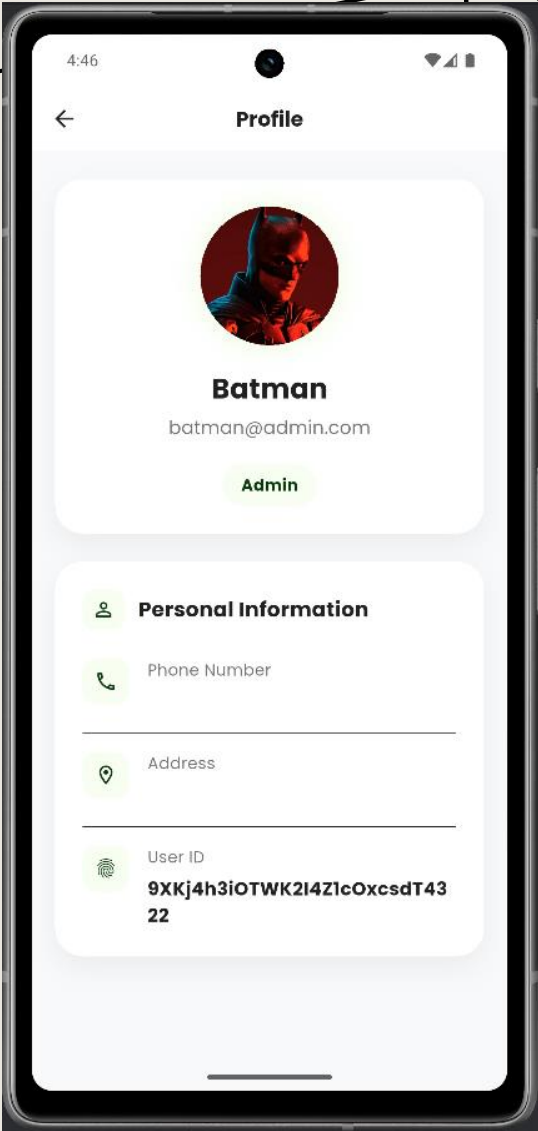 4:46
Profile
Batman
batman@admin.com
Admin
Personal Information
Phone Number
Address
User ID
9XKj4h3iOTWK2I4Z1cOxcsdT43
22